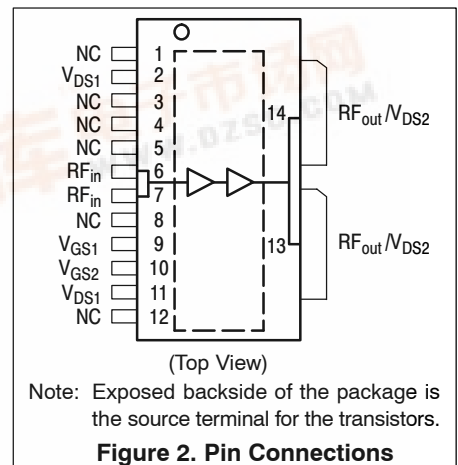 NC 1
VDS1 2
NC 3
NC 4
NC 5
RFin 6
RFin 7
NC 8
VGS1 9
VGS2 10
VDS1 11
NC 12
14 RFout/VDS2
13 RFout/VDS2
(Top View)
Note: Exposed backside of the package is
the source terminal for the transistors.
Figure 2. Pin Connections